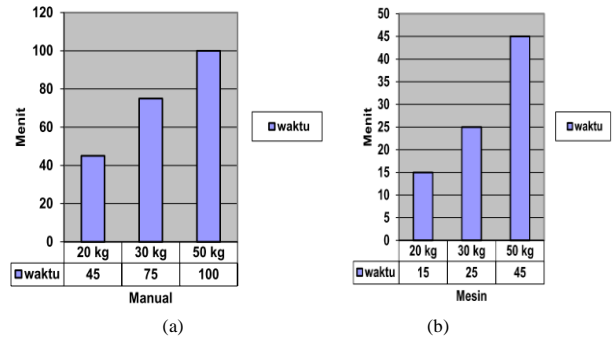 120
100
80
60
40
20
0
Menit
20 kg 30 kg 50 kg
waktu 45 75 100
Manual
waktu
(a)
50
45
40
35
30
25
20
15
10
5
0
Menit
20 kg 30 kg 50 kg
waktu 15 25 45
Mesin
waktu
(b)